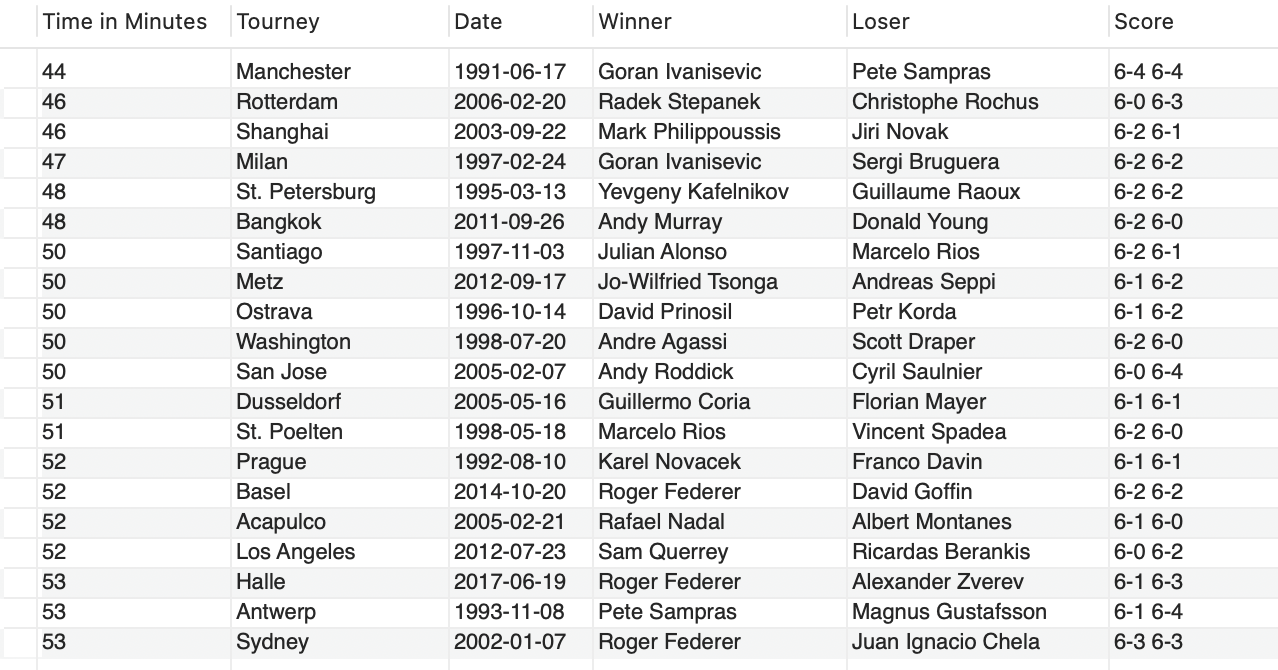 Time in Minutes Tourney Date Winner Loser Score
44 Manchester 1991-06-17 Goran Ivanisevic Pete Sampras 6-4 6-4
46 Rotterdam 2006-02-20 Radek Stepanek Christophe Rochus 6-0 6-3
46 Shanghai 2003-09-22 Mark Philippoussis Jiri Novak 6-2 6-1
47 Milan 1997-02-24 Goran Ivanisevic Sergi Bruguera 6-2 6-2
48 St. Petersburg 1995-03-13 Yevgeny Kafelnikov Guillaume Raoux 6-2 6-2
48 Bangkok 2011-09-26 Andy Murray Donald Young 6-2 6-0
50 Santiago 1997-11-03 Julian Alonso Marcelo Rios 6-2 6-1
50 Metz 2012-09-17 Jo-Wilfried Tsonga Andreas Seppi 6-1 6-2
50 Ostrava 1996-10-14 David Prinosil Petr Korda 6-1 6-2
50 Washington 1998-07-20 Andre Agassi Scott Draper 6-2 6-0
50 San Jose 2005-02-07 Andy Roddick Cyril Saulnier 6-0 6-4
51 Dusseldorf 2005-05-16 Guillermo Coria Florian Mayer 6-1 6-1
51 St. Poelten 1998-05-18 Marcelo Rios Vincent Spadea 6-2 6-0
52 Prague 1992-08-10 Karel Novacek Franco Davin 6-1 6-1
52 Basel 2014-10-20 Roger Federer David Goffin 6-2 6-2
52 Acapulco 2005-02-21 Rafael Nadal Albert Montanes 6-1 6-0
52 Los Angeles 2012-07-23 Sam Querrey Ricardas Berankis 6-0 6-2
53 Halle 2017-06-19 Roger Federer Alexander Zverev 6-1 6-3
53 Antwerp 1993-11-08 Pete Sampras Magnus Gustafsson 6-1 6-4
53 Sydney 2002-01-07 Roger Federer Juan Ignacio Chela 6-3 6-3